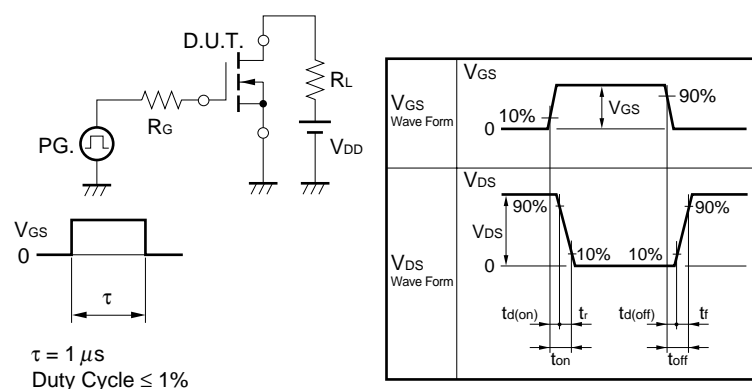 D.U.T.
RL
RG
PG.
VDD
VGS
0
τ
τ = 1 μs
Duty Cycle ≤ 1%
VGS
Wave Form
VGS
10%
VGS
90%
0
VDS
Wave Form
VDS
90%
90%
VDS
10%
10%
0
td(on)
tr
td(off)
tf
ton
toff